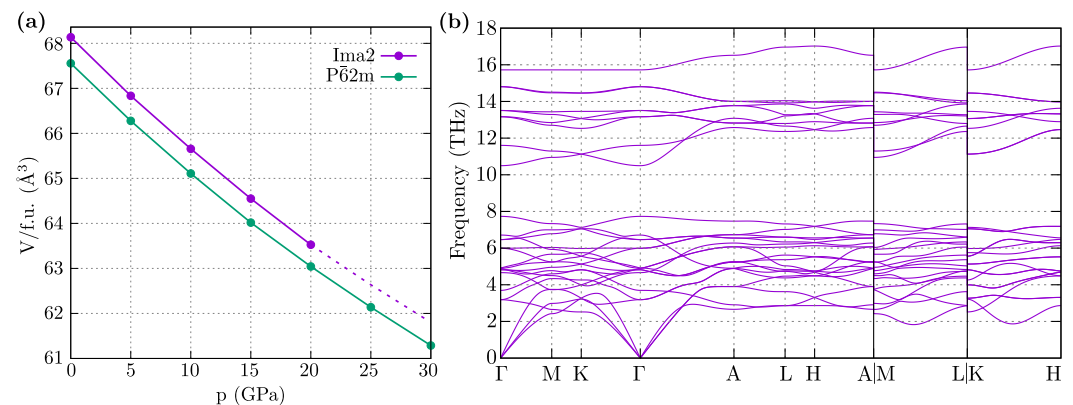 (a)
V/f.u. (Å³)
68
67
66
65
64
63
62
61
Ima2
P6̄2m
0 5 10 15 20 25 30
p (GPa)
(b)
Frequency (THz)
18
16
14
12
10
8
6
4
2
0
Γ M K Γ A L H A|M L|K H